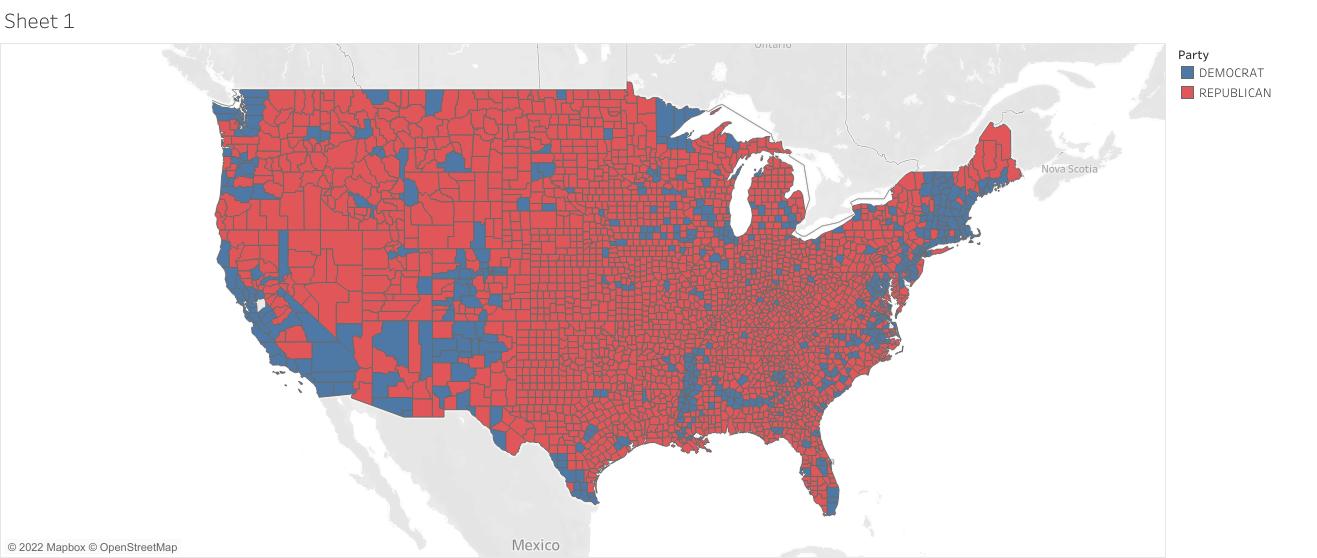 Sheet 1
Ontario
Party
DEMOCRAT
REPUBLICAN
Nova Scotia
Mexico
© 2022 Mapbox © OpenStreetMap